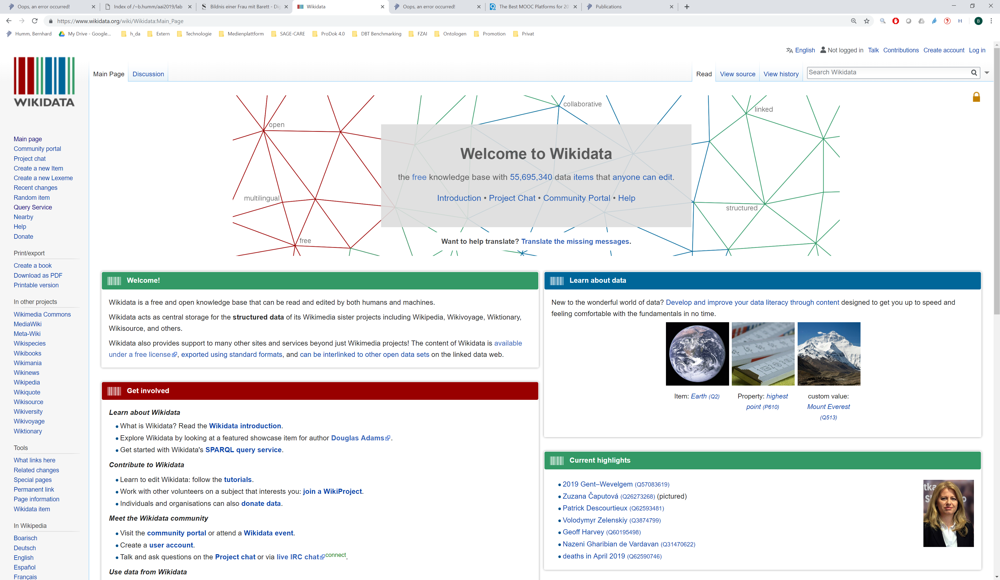 Oops, an error occurred!
Index of /~b.humm/aai2019/lab
Bildnis einer Frau mit Barett - Dig
Wikidata
Oops, an error occurred!
The Best MOOC Platforms for 20
Publications
https://www.wikidata.org/wiki/Wikidata:Main_Page
H
B
Humm, Bernhard
My Drive - Google...
h_da
Extern
Technologie
Medienplattform
SAGE-CARE
ProDok 4.0
DBT Benchmarking
FZAI
Ontologen
Promotion
Privat
English
Not logged in
Talk
Contributions
Create account
Log in
WIKIDATA
Main Page
Discussion
Read
View source
View history
Search Wikidata
Main page
Community portal
Project chat
Create a new Item
Create a new Lexeme
Recent changes
Random item
Query Service
Nearby
Help
Donate
Print/export
Create a book
Download as PDF
Printable version
In other projects
Wikimedia Commons
MediaWiki
Meta-Wiki
Wikispecies
Wikibooks
Wikimania
Wikinews
Wikipedia
Wikiquote
Wikisource
Wikiversity
Wikivoyage
Wiktionary
Tools
What links here
Related changes
Special pages
Permanent link
Page information
Wikidata item
In Wikipedia
Boarisch
Deutsch
English
Español
Français
open
collaborative
linked
multilingual
structured
free
Welcome to Wikidata
the free knowledge base with 55,695,340 data items that anyone can edit.
Introduction • Project Chat • Community Portal • Help
Want to help translate? Translate the missing messages.
Welcome!
Wikidata is a free and open knowledge base that can be read and edited by both humans and machines.
Wikidata acts as central storage for the structured data of its Wikimedia sister projects including Wikipedia, Wikivoyage, Wiktionary,
Wikisource, and others.
Wikidata also provides support to many other sites and services beyond just Wikimedia projects! The content of Wikidata is available
under a free license, exported using standard formats, and can be interlinked to other open data sets on the linked data web.
Get involved
Learn about Wikidata
• What is Wikidata? Read the Wikidata introduction.
• Explore Wikidata by looking at a featured showcase item for author Douglas Adams.
• Get started with Wikidata's SPARQL query service.
Contribute to Wikidata
• Learn to edit Wikidata: follow the tutorials.
• Work with other volunteers on a subject that interests you: join a WikiProject.
• Individuals and organisations can also donate data.
Meet the Wikidata community
• Visit the community portal or attend a Wikidata event.
• Create a user account.
• Talk and ask questions on the Project chat or via live IRC chat connect.
Use data from Wikidata
Learn about data
New to the wonderful world of data? Develop and improve your data literacy through content designed to get you up to speed and
feeling comfortable with the fundamentals in no time.
Item: Earth (Q2)
Property: highest
point (P610)
custom value:
Mount Everest
(Q513)
Current highlights
• 2019 Gent–Wevelgem (Q57083619)
• Zuzana Čaputová (Q26273268) (pictured)
• Patrick Descourtieux (Q62593481)
• Volodymyr Zelenskiy (Q3874799)
• Geoff Harvey (Q60195498)
• Nazeni Gharibian de Vardavan (Q31470622)
• deaths in April 2019 (Q62590746)